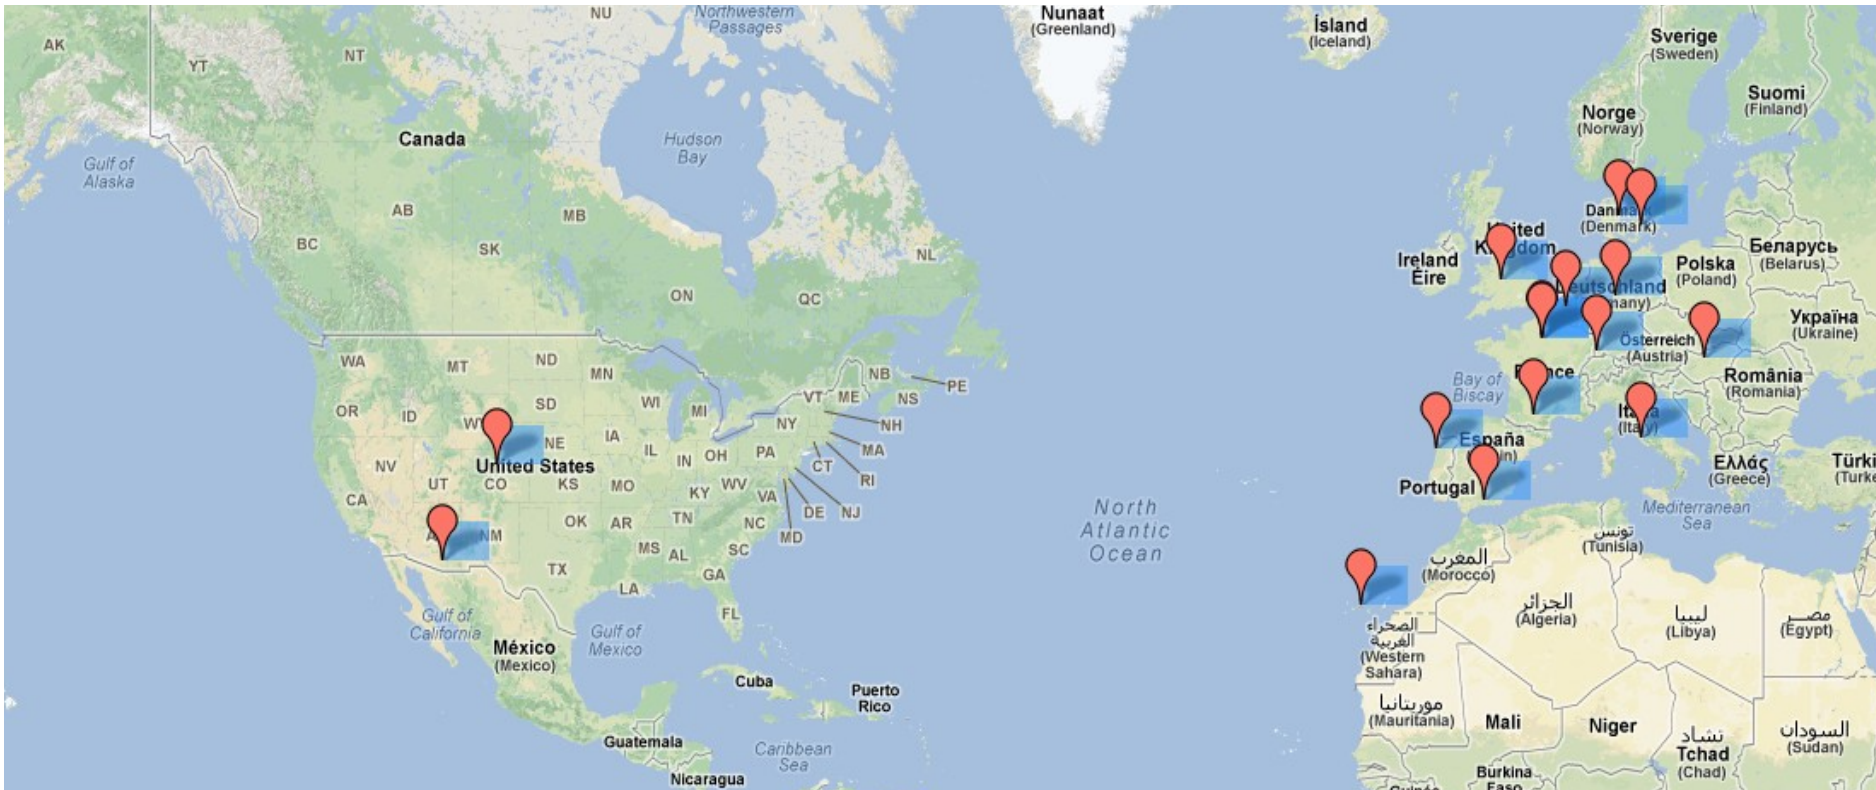 NU
Northwestern
Passages
Nunaat
(Greenland)
Ísland
(Iceland)
Sverige
(Sweden)
AK
YT
NT
Suomi
(Finland)
Norge
(Norway)
Canada
Hudson
Bay
Gulf of
Alaska
AB
MB
BC
SK
NL
(Denmark)
Беларусь
(Belarus)
Ireland
Éire
Polska
(Poland)
ON
QC
Deutschland
Україна
(Ukraine)
Österreich
(Austria)
WA
MT
ND
MN
NB
PE
VT
ME
NS
România
(Romania)
Bay of
Biscay
OR
ID
SD
WI
MI
NY
NH
(Italy)
NE
IA
IL
IN
OH
PA
MA
CT
RI
España
United States
NV
UT
CO
KS
MO
KY
WV
VA
DE
NJ
Ελλάς
(Greece)
Portugal
CA
Mediterranean
Sea
North
Atlantic
Ocean
NM
OK
AR
TN
NC
MD
تونس
(Tunisia)
MS
AL
SC
المغرب
(Morocco)
TX
LA
GA
FL
الجزائر
(Algeria)
ليبيا
(Libya)
مصر
(Egypt)
Gulf of
California
Gulf of
Mexico
México
(Mexico)
الصحراء
الغربية
(Western
Sahara)
Cuba
Puerto
Rico
موريتانيا
(Mauritania)
Mali
Niger
تشاد
Tchad
(Chad)
السودان
(Sudan)
Guatemala
Caribbean
Sea
Nicaragua
Burkina